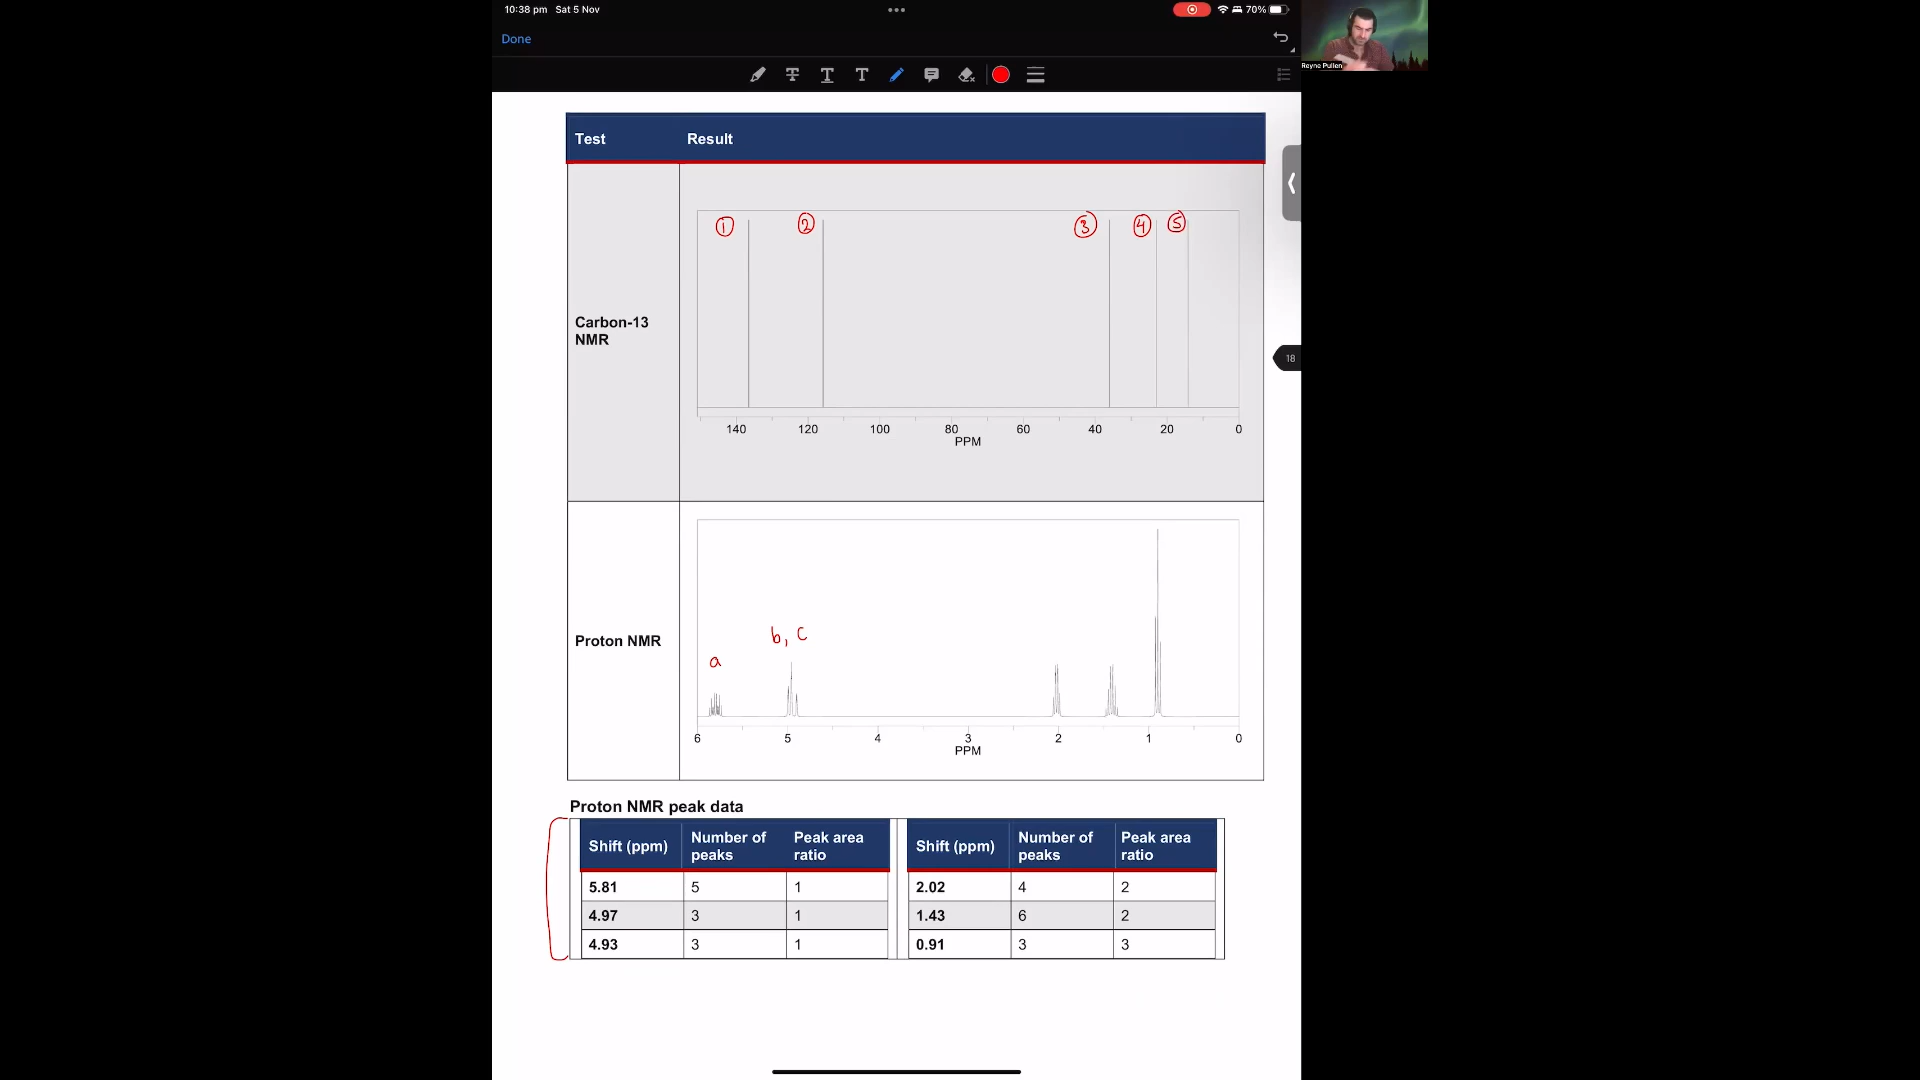 10:38 pm Sat 5 Nov
70%
Reyne Pullen
Done
T T T
Test Result
① ② ③ ④ ⑤
Carbon-13
NMR
140 120 100 80 60 40 20 0
PPM
18
Proton NMR
a
b, c
6 5 4 3 2 1 0
PPM
Proton NMR peak data
Shift (ppm) Number of peaks Peak area ratio Shift (ppm) Number of peaks Peak area ratio
5.81 5 1 2.02 4 2
4.97 3 1 1.43 6 2
4.93 3 1 0.91 3 3